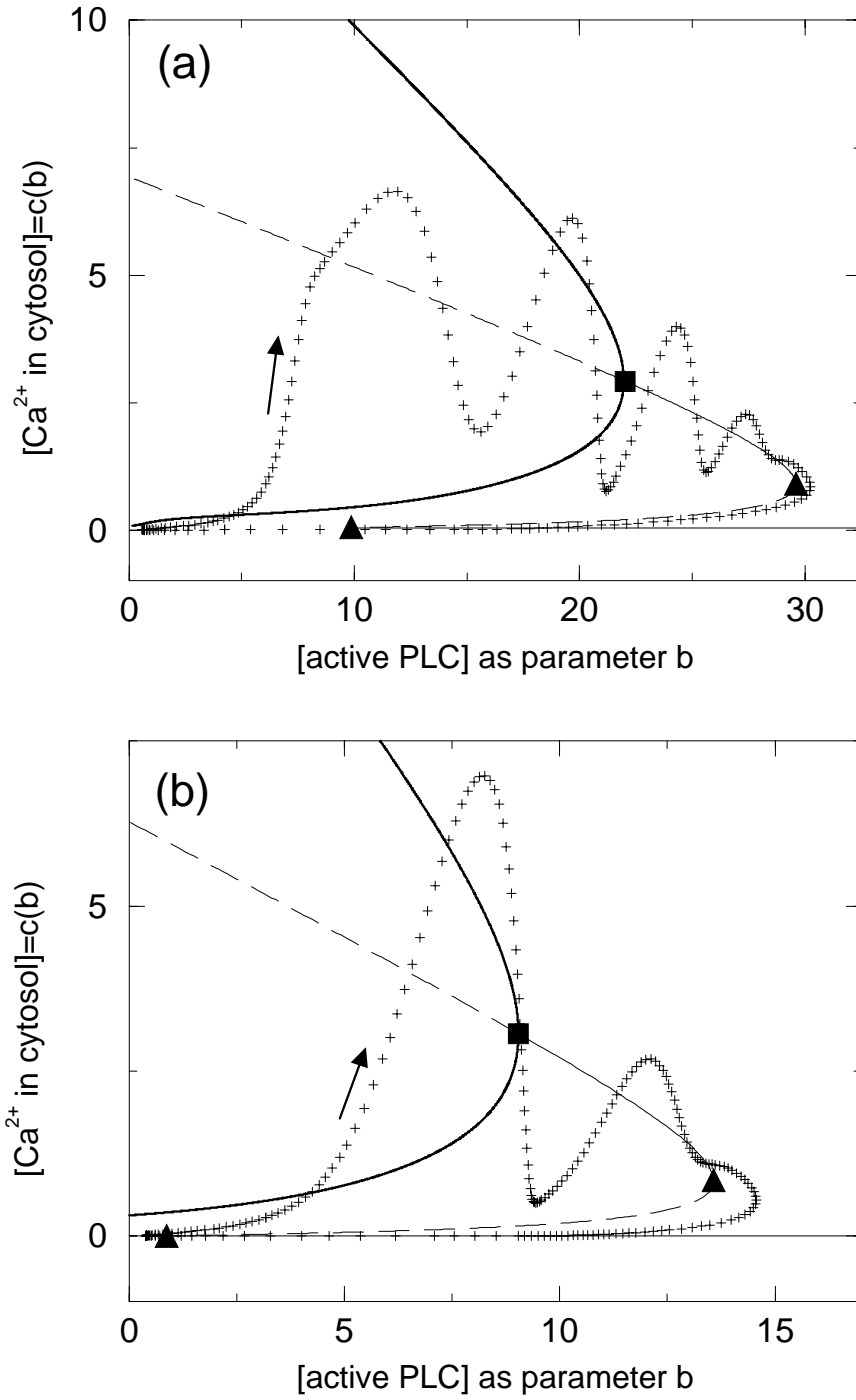 10
(a)
[Ca2+ in cytosol]=c(b)
5
0
0 10 20 30
[active PLC] as parameter b
(b)
[Ca2+ in cytosol]=c(b)
5
0
0 5 10 15
[active PLC] as parameter b